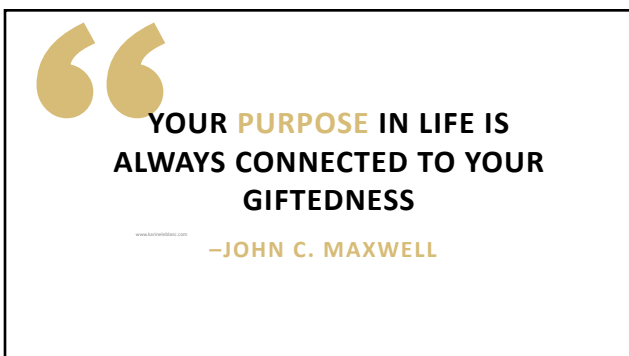 “
YOUR PURPOSE IN LIFE IS
ALWAYS CONNECTED TO YOUR
GIFTEDNESS
–JOHN C. MAXWELL